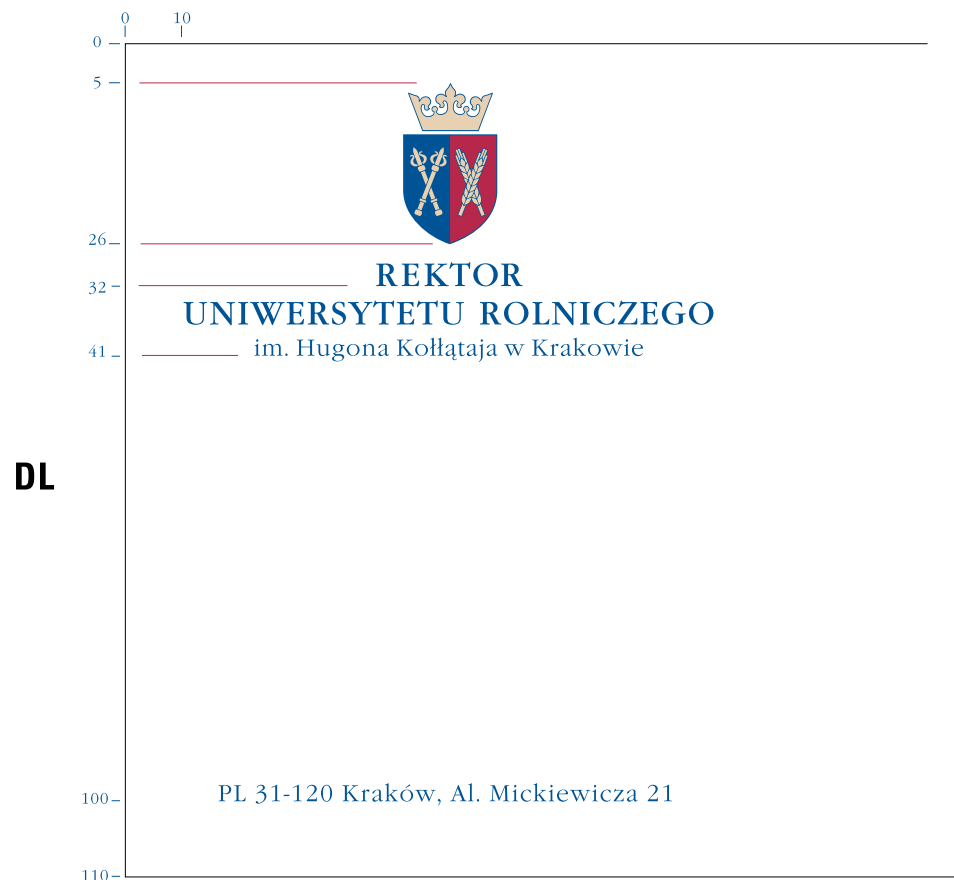 0 10
0
5
26
REKTOR
32
UNIWERSYTETU ROLNICZEGO
41
im. Hugona Kołłątaja w Krakowie
DL
PL 31-120 Kraków, Al. Mickiewicza 21
100
110